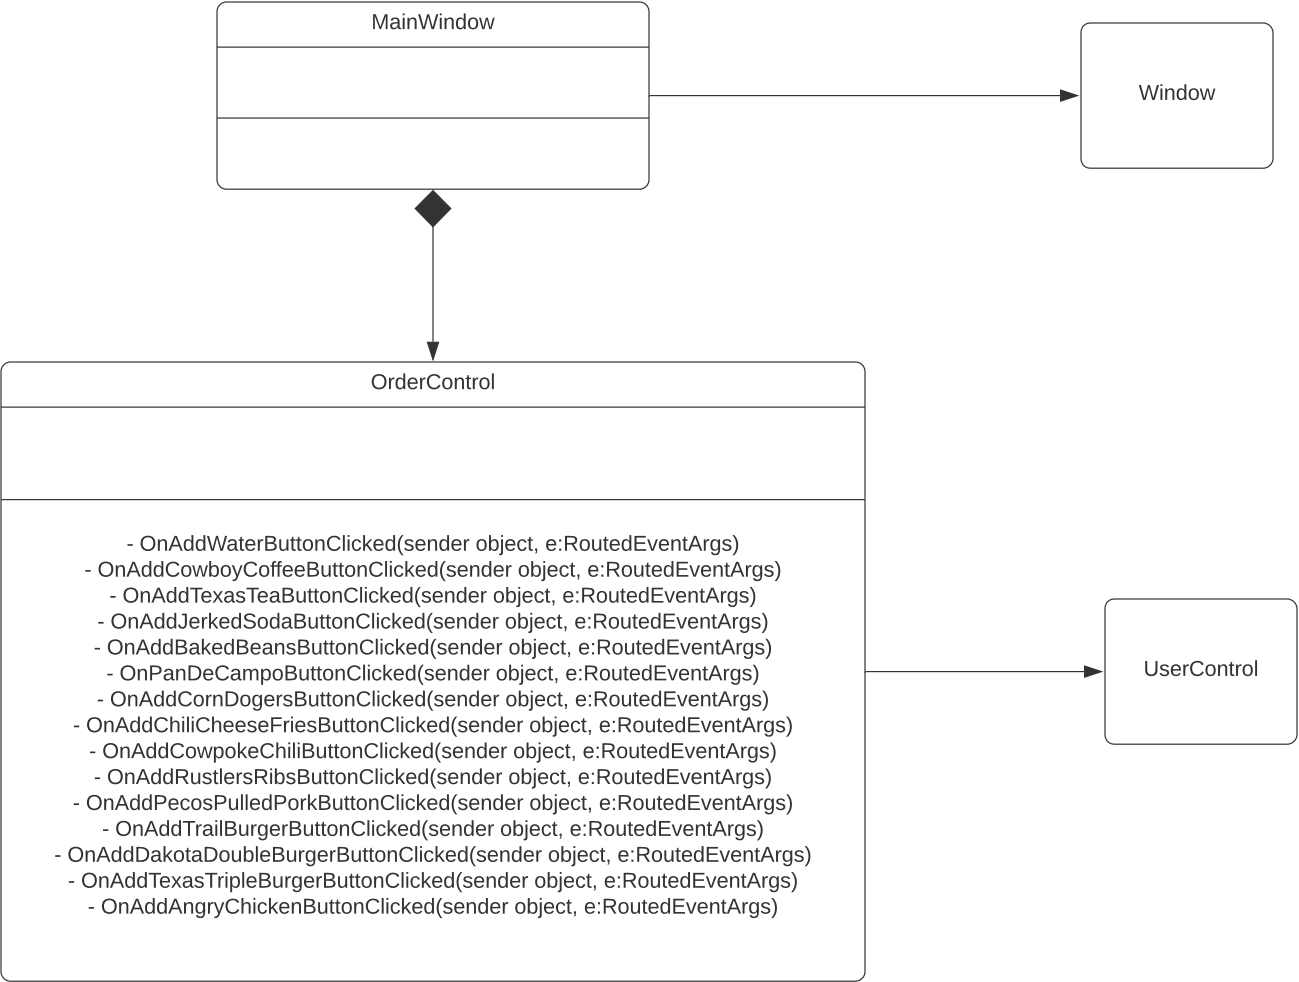 MainWindow
Window
OrderControl
- OnAddWaterButtonClicked(sender object, e:RoutedEventArgs)
- OnAddCowboyCoffeeButtonClicked(sender object, e:RoutedEventArgs)
- OnAddTexasTeaButtonClicked(sender object, e:RoutedEventArgs)
- OnAddJerkedSodaButtonClicked(sender object, e:RoutedEventArgs)
- OnAddBakedBeansButtonClicked(sender object, e:RoutedEventArgs)
- OnPanDeCampoButtonClicked(sender object, e:RoutedEventArgs)
- OnAddCornDogersButtonClicked(sender object, e:RoutedEventArgs)
- OnAddChiliCheeseFriesButtonClicked(sender object, e:RoutedEventArgs)
- OnAddCowpokeChiliButtonClicked(sender object, e:RoutedEventArgs)
- OnAddRustlersRibsButtonClicked(sender object, e:RoutedEventArgs)
- OnAddPecosPulledPorkButtonClicked(sender object, e:RoutedEventArgs)
- OnAddTrailBurgerButtonClicked(sender object, e:RoutedEventArgs)
- OnAddDakotaDoubleBurgerButtonClicked(sender object, e:RoutedEventArgs)
- OnAddTexasTripleBurgerButtonClicked(sender object, e:RoutedEventArgs)
- OnAddAngryChickenButtonClicked(sender object, e:RoutedEventArgs)
UserControl